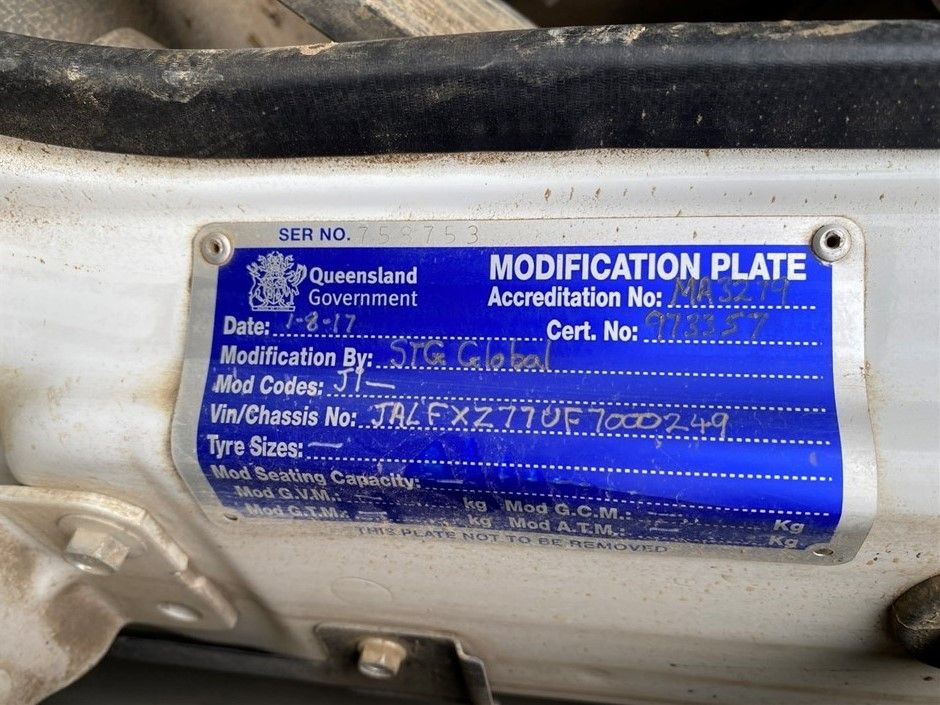 SER NO. 758753
Queensland Government
MODIFICATION PLATE
Accreditation No: MA3279
Date: 1-8-17
Cert. No: 973357
Modification By: STG Global
Mod Codes: J1 —
Vin/Chassis No: JALFXZ77UF7000249
Tyre Sizes: —
Mod Seating Capacity: —
Mod G.V.M.: — kg Mod G.C.M.: — Kg
Mod G.T.M: — kg Mod A.T.M.: — Kg
THIS PLATE NOT TO BE REMOVED